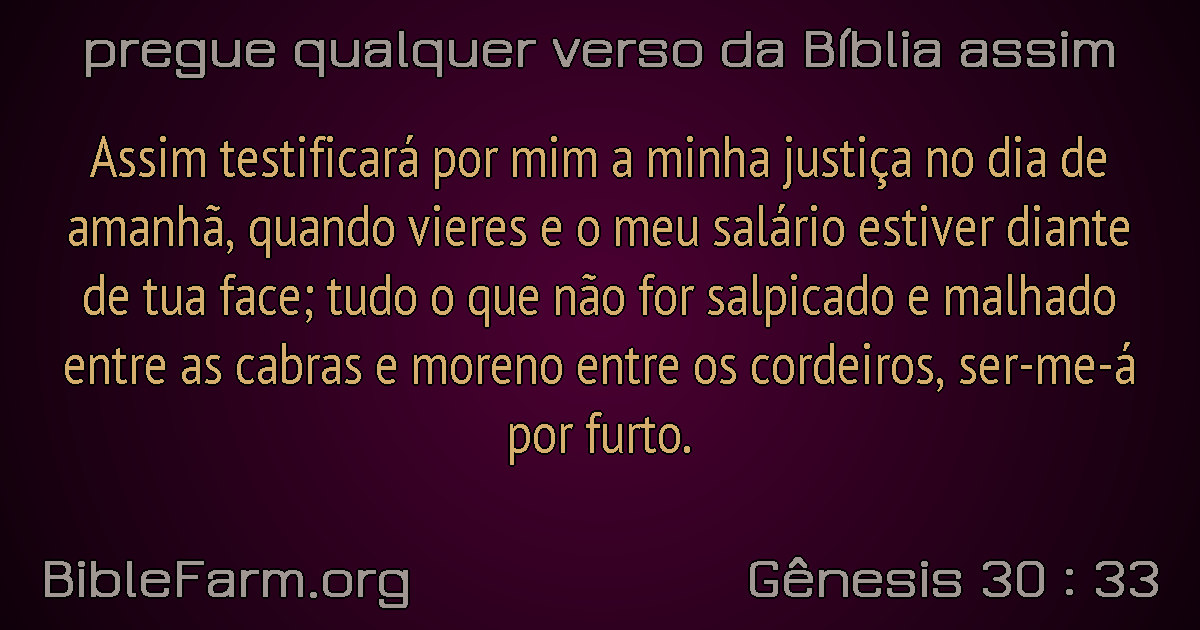 pregue qualquer verso da Bíblia assim
Assim testificará por mim a minha justiça no dia de
amanhã, quando vieres e o meu salário estiver diante
de tua face; tudo o que não for salpicado e malhado
entre as cabras e moreno entre os cordeiros, ser-me-á
por furto.
BibleFarm.org
Gênesis 30 : 33